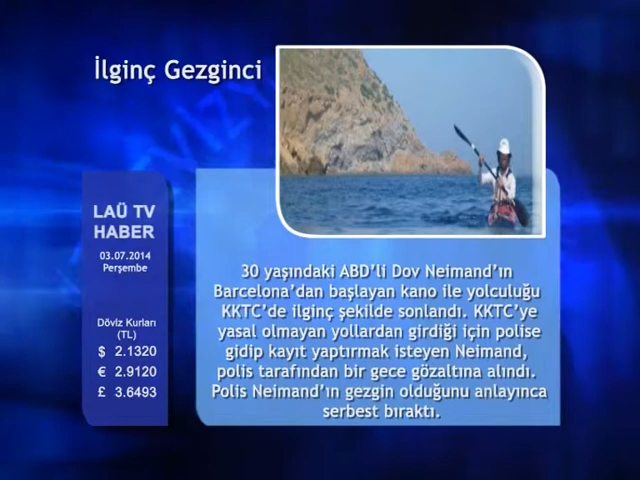 İlginç Gezginci
LAÜ TV
HABER
03.07.2014
Perşembe
Döviz Kurları
(TL)
$ 2.1320
€ 2.9120
£ 3.6493
30 yaşındaki ABD'li Dov Neimand'ın
Barcelona'dan başlayan kano ile yolculuğu
KKTC'de ilginç şekilde sonlandı. KKTC'ye
yasal olmayan yollardan girdiği için polise
gidip kayıt yaptırmak isteyen Neimand,
polis tarafından bir gece gözaltına alındı.
Polis Neimand'ın gezgin olduğunu anlayınca
serbest bıraktı.